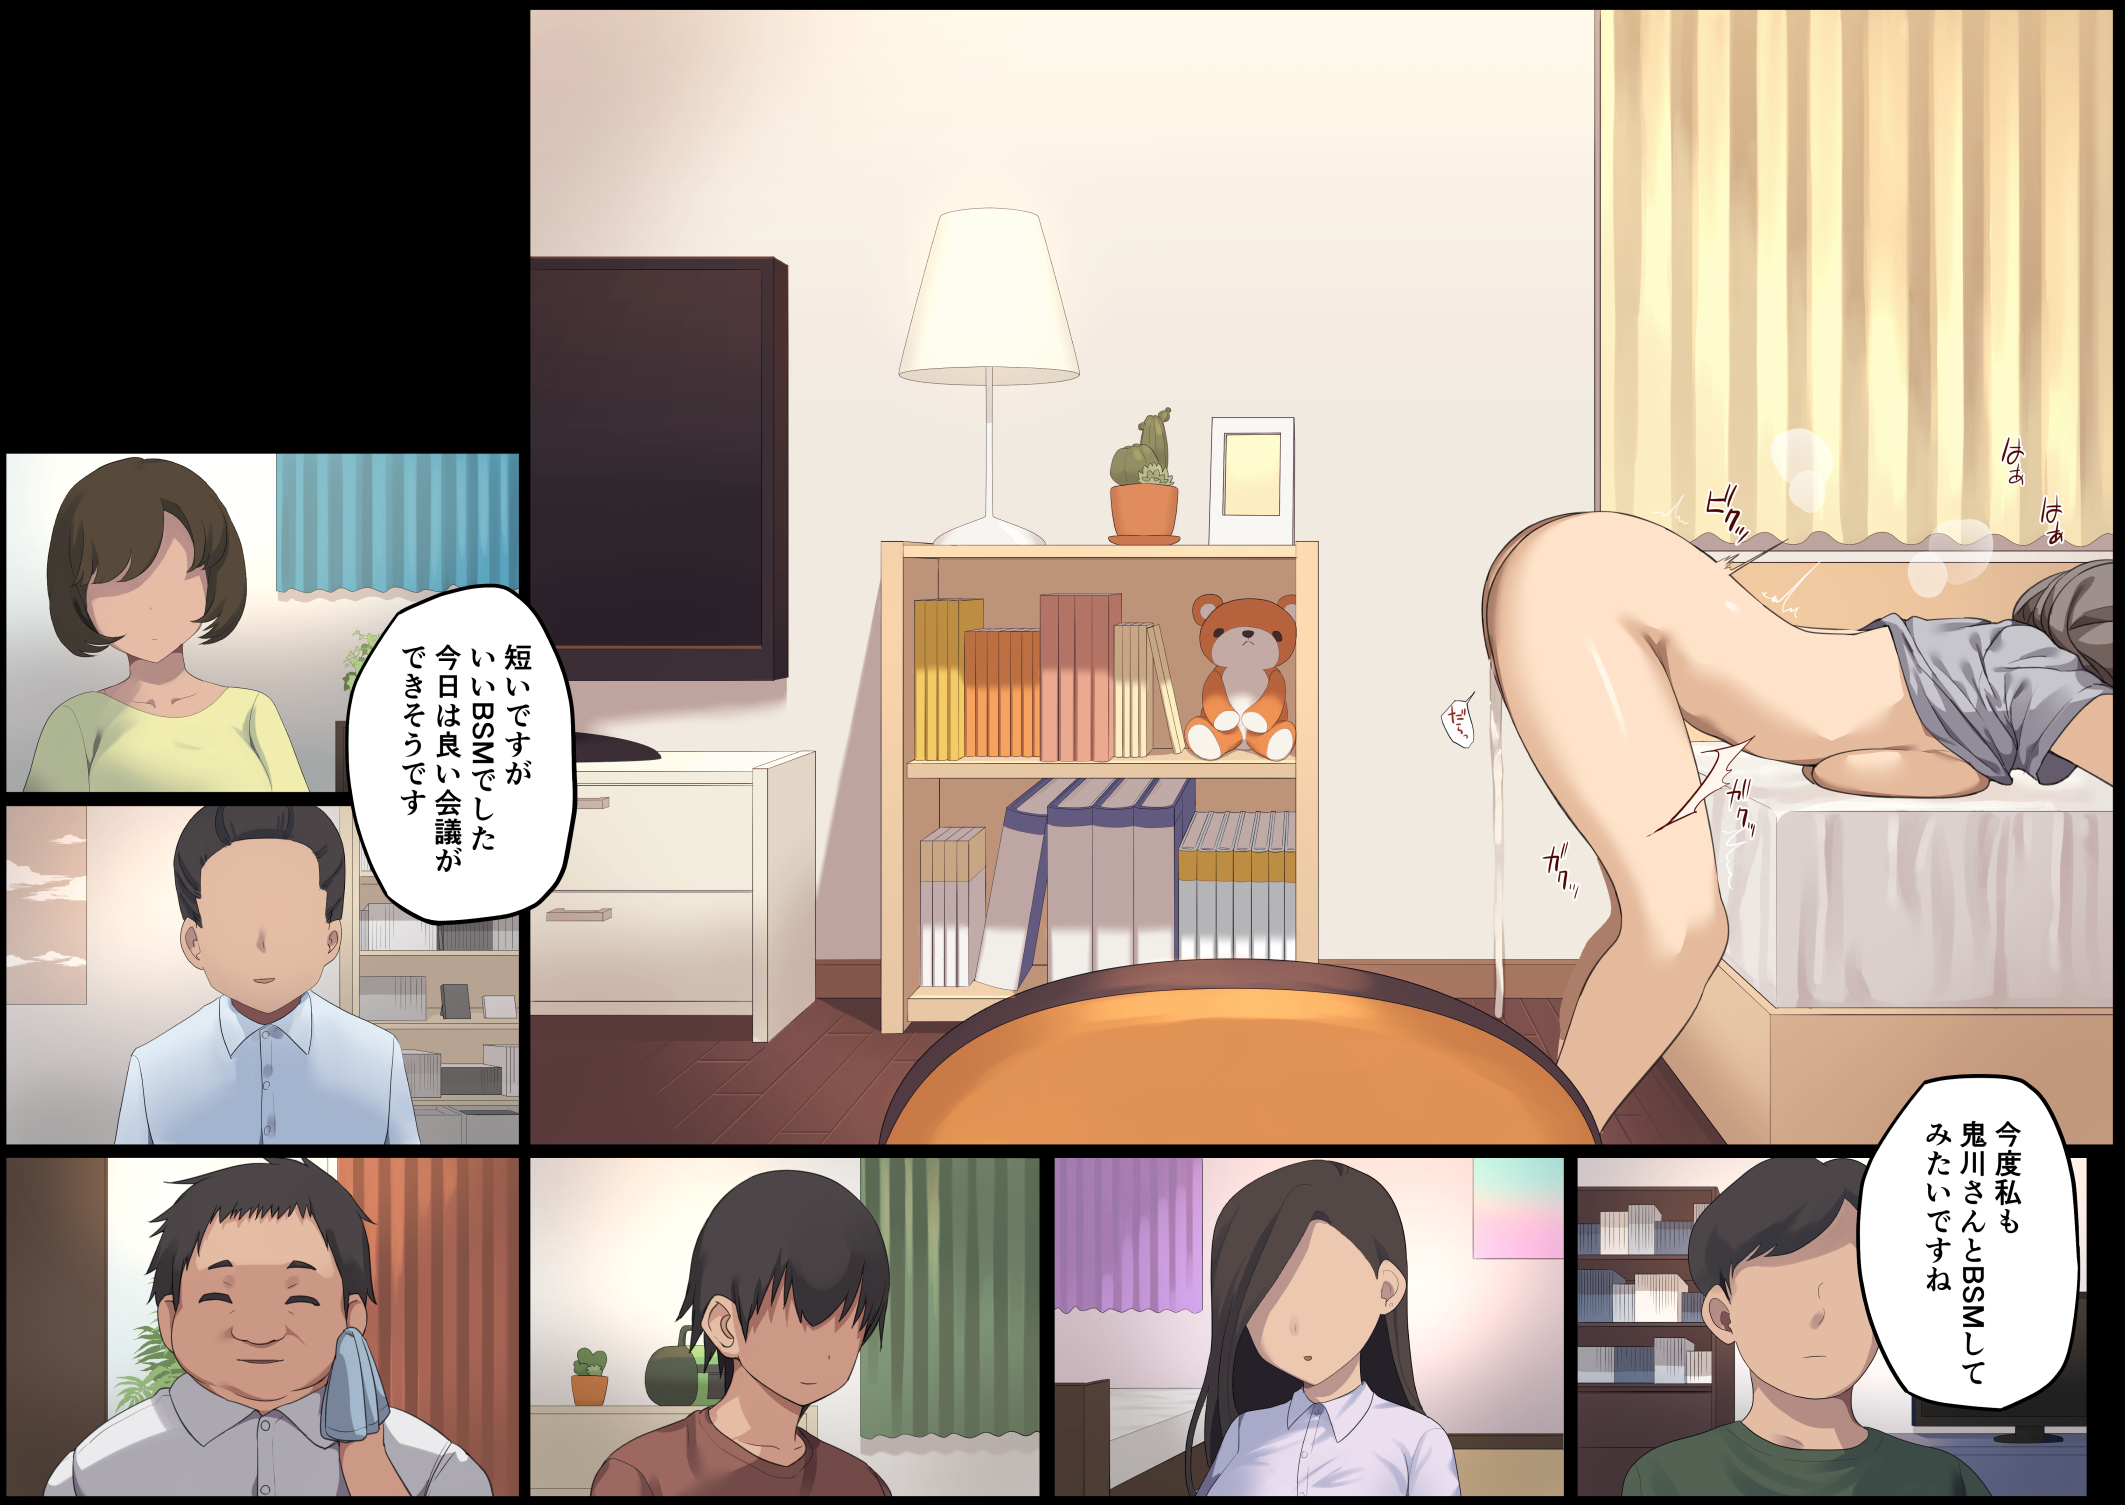 はぁ
はぁ
ビクッ
だらっ
ガクッ
ガクッ
短いですが
いいBSMでした
今日は良い会議が
できそうです
今度私も
鬼川さんとBSMして
みたいですね